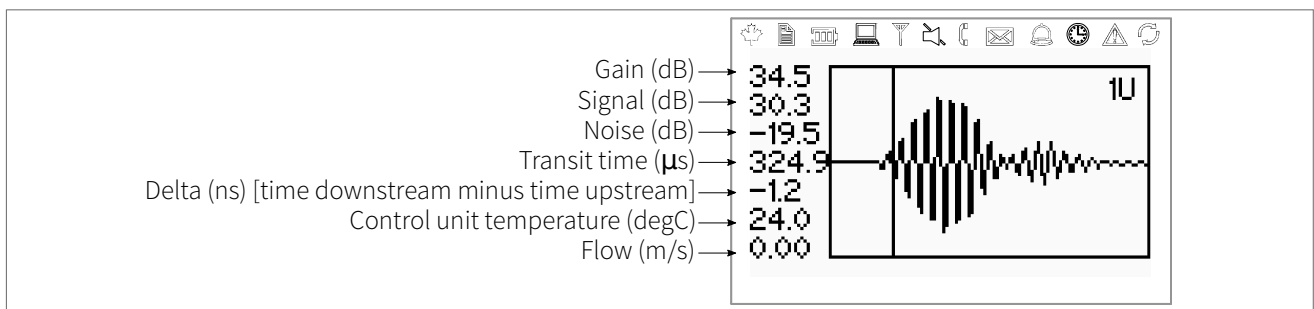 Gain (dB) 34.5
Signal (dB) 30.3
Noise (dB) -19.5
Transit time (µs) 324.9
Delta (ns) [time downstream minus time upstream] -1.2
Control unit temperature (degC) 24.0
Flow (m/s) 0.00
1U